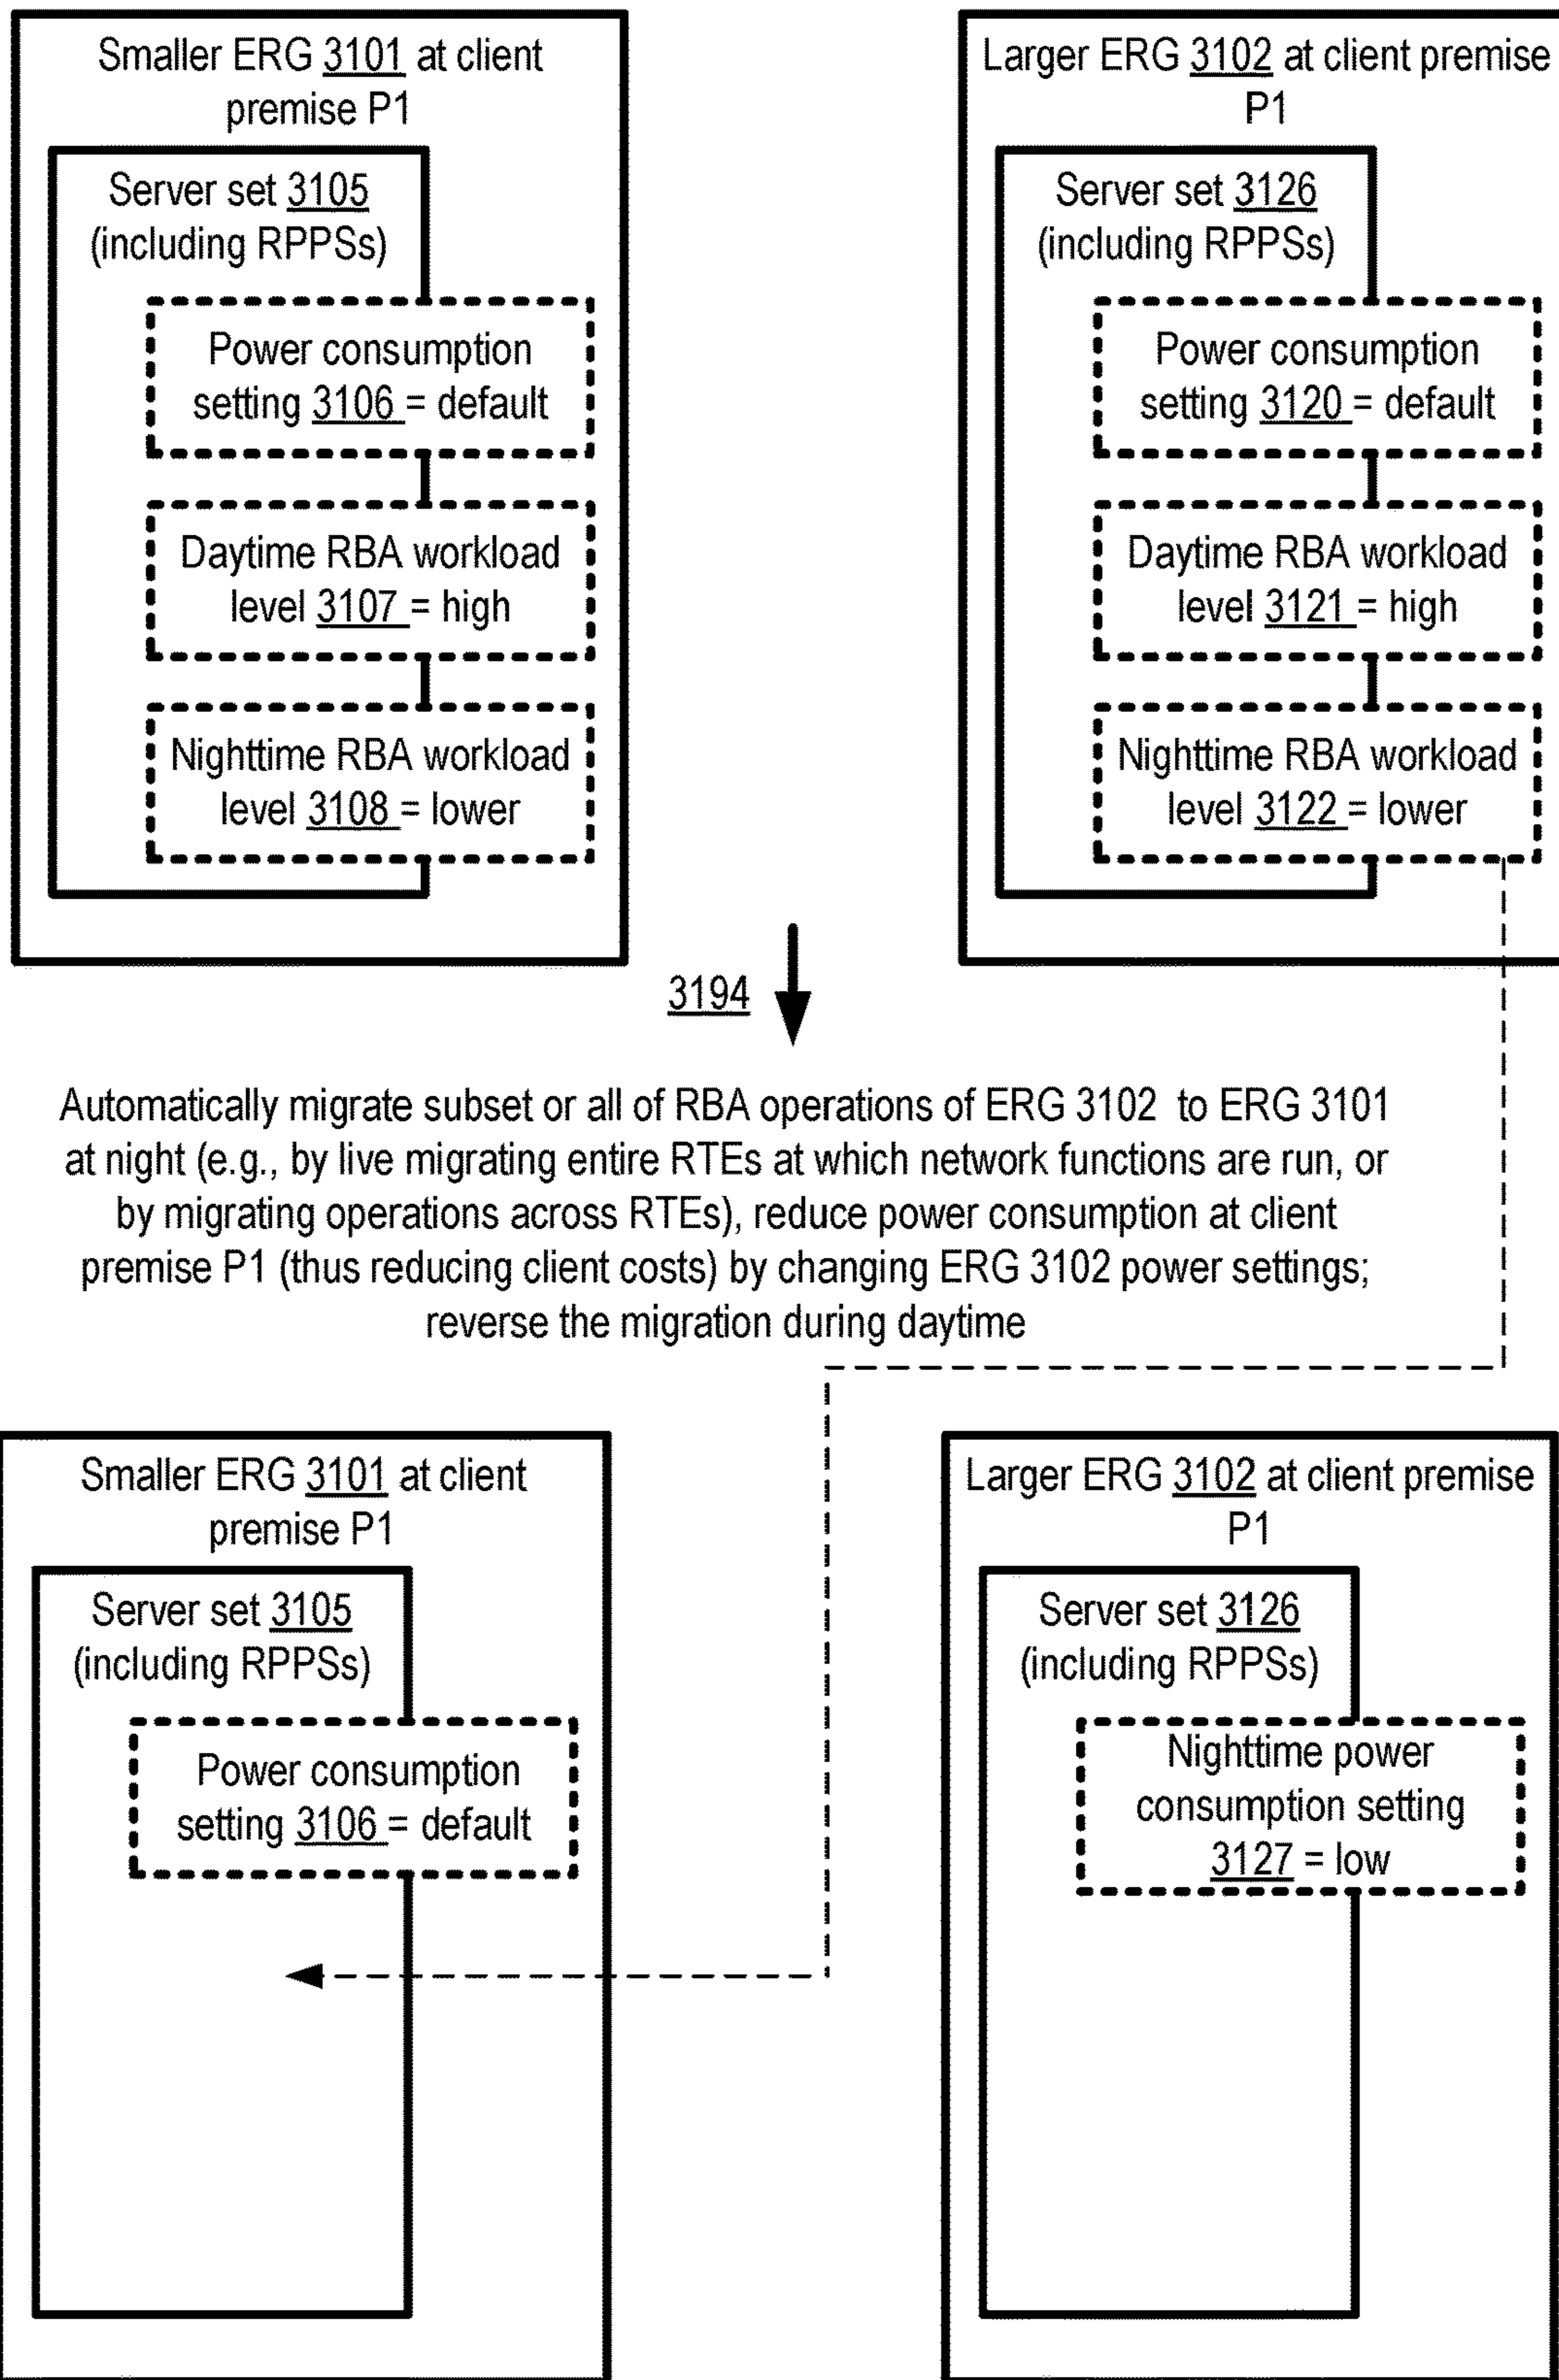 Smaller ERG 3101 at client
premise P1
Server set 3105
(including RPPSs)
Power consumption
setting 3106 = default
Daytime RBA workload
level 3107 = high
Nighttime RBA workload
level 3108 = lower
Larger ERG 3102 at client premise
P1
Server set 3126
(including RPPSs)
Power consumption
setting 3120 = default
Daytime RBA workload
level 3121 = high
Nighttime RBA workload
level 3122 = lower
3194
Automatically migrate subset or all of RBA operations of ERG 3102 to ERG 3101
at night (e.g., by live migrating entire RTEs at which network functions are run, or
by migrating operations across RTEs), reduce power consumption at client
premise P1 (thus reducing client costs) by changing ERG 3102 power settings;
reverse the migration during daytime
Smaller ERG 3101 at client
premise P1
Server set 3105
(including RPPSs)
Power consumption
setting 3106 = default
Larger ERG 3102 at client premise
P1
Server set 3126
(including RPPSs)
Nighttime power
consumption setting
3127 = low